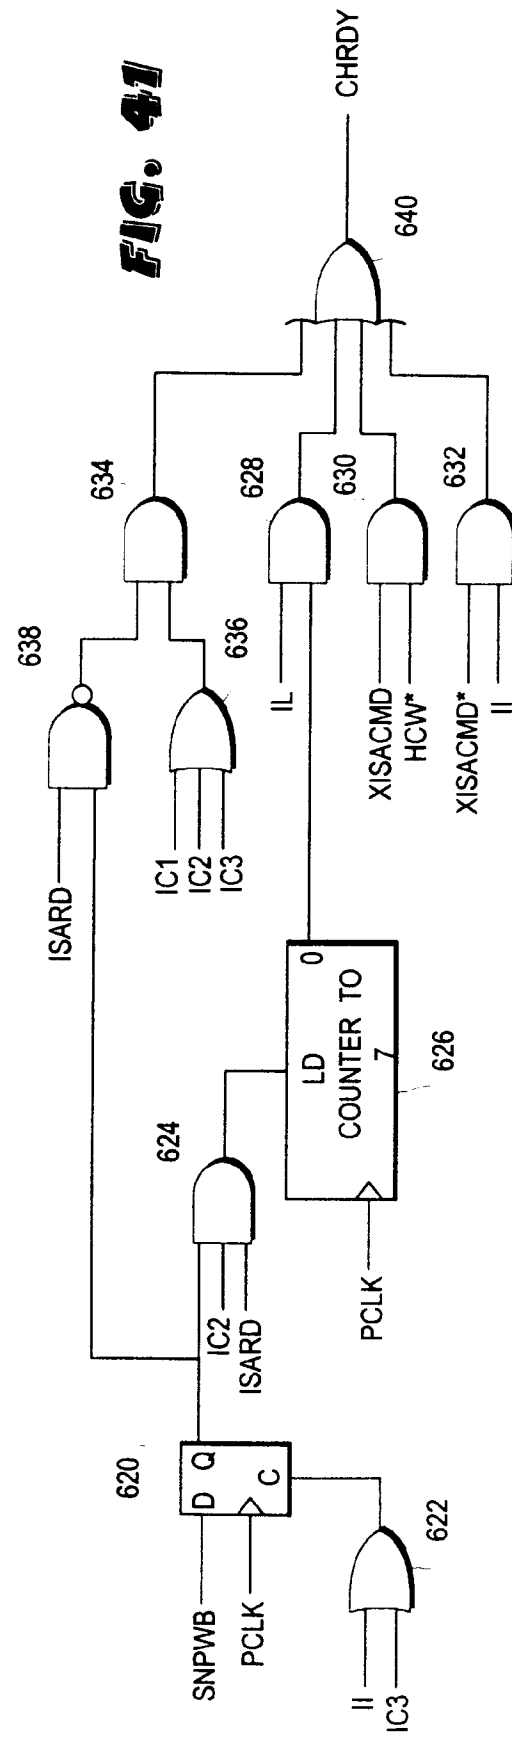 FIG. 41
SNPWB
PCLK
D
Q
C
620
II
IC3
622
IC2
ISARD
624
PCLK
LD
0
COUNTER TO
7
626
ISARD
638
IC1
IC2
IC3
636
634
IL
628
XISACMD
HCW*
630
XISACMD*
II
632
640
CHRDY